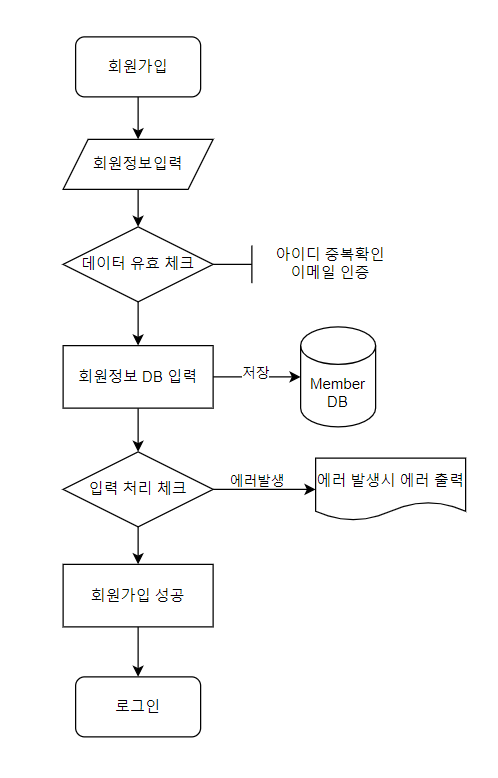 회원가입
회원정보입력
데이터 유효 체크
아이디 중복확인
이메일 인증
회원정보 DB 입력
저장
Member
DB
입력 처리 체크
에러발생
에러 발생시 에러 출력
회원가입 성공
로그인